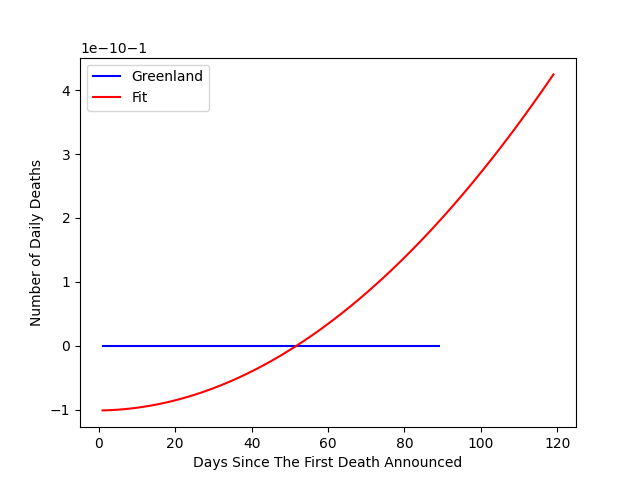 1e−10−1
Greenland
Fit
Number of Daily Deaths
4
3
2
1
0
−1
0 20 40 60 80 100 120
Days Since The First Death Announced